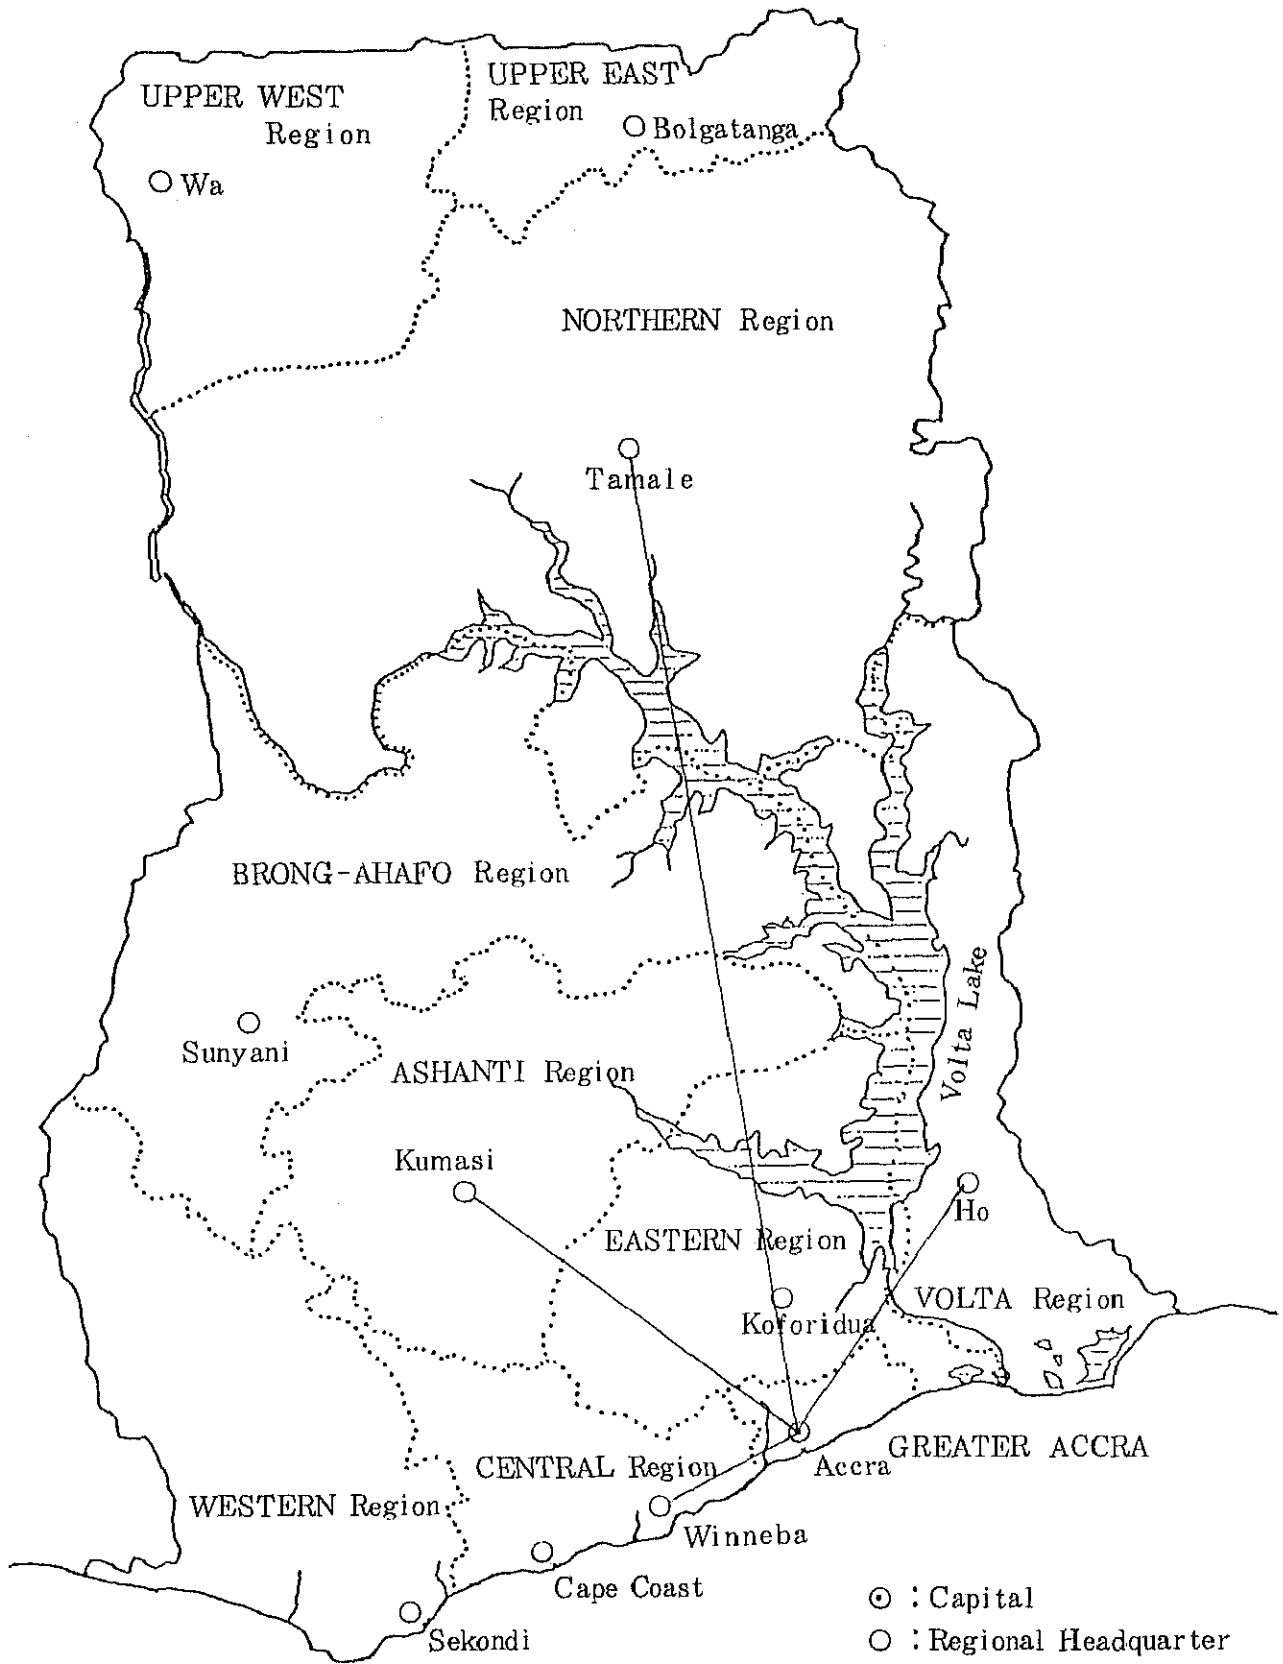 UPPER WEST
Region
UPPER EAST
Region
Bolgatanga
Wa
NORTHERN Region
Tamale
BRONG-AHAFO Region
Volta Lake
Sunyani
ASHANTI Region
Kumasi
Ho
EASTERN Region
VOLTA Region
Koforidua
GREATER ACCRA
Accra
CENTRAL Region
WESTERN Region
Winneba
Cape Coast
Sekondi
: Capital
: Regional Headquarter